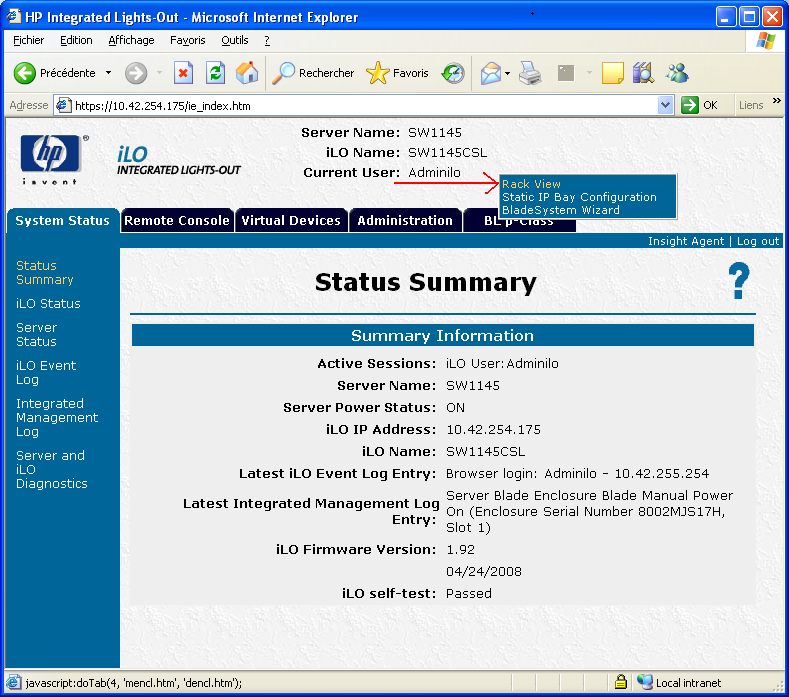 HP Integrated Lights-Out - Microsoft Internet Explorer
Fichier Edition Affichage Favoris Outils ?
Précédente Rechercher Favoris
Adresse https://10.42.254.175/ie_index.htm OK Liens »
hp
invent
iLO
INTEGRATED LIGHTS-OUT
Server Name: SW1145
iLO Name: SW1145CSL
Current User: Adminilo
Rack View
Static IP Bay Configuration
BladeSystem Wizard
System Status Remote Console Virtual Devices Administration BL p-Class
Insight Agent | Log out
Status
Summary
iLO Status
Server
Status
iLO Event
Log
Integrated
Management
Log
Server and
iLO
Diagnostics
Status Summary ?
Summary Information
Active Sessions: iLO User:Adminilo
Server Name: SW1145
Server Power Status: ON
iLO IP Address: 10.42.254.175
iLO Name: SW1145CSL
Latest iLO Event Log Entry: Browser login: Adminilo - 10.42.255.254
Latest Integrated Management Log
Entry:
Server Blade Enclosure Blade Manual Power
On (Enclosure Serial Number 8002MJS17H,
Slot 1)
iLO Firmware Version: 1.92
04/24/2008
iLO self-test: Passed
javascript:doTab(4, 'mencl.htm', 'dencl.htm'); Local intranet